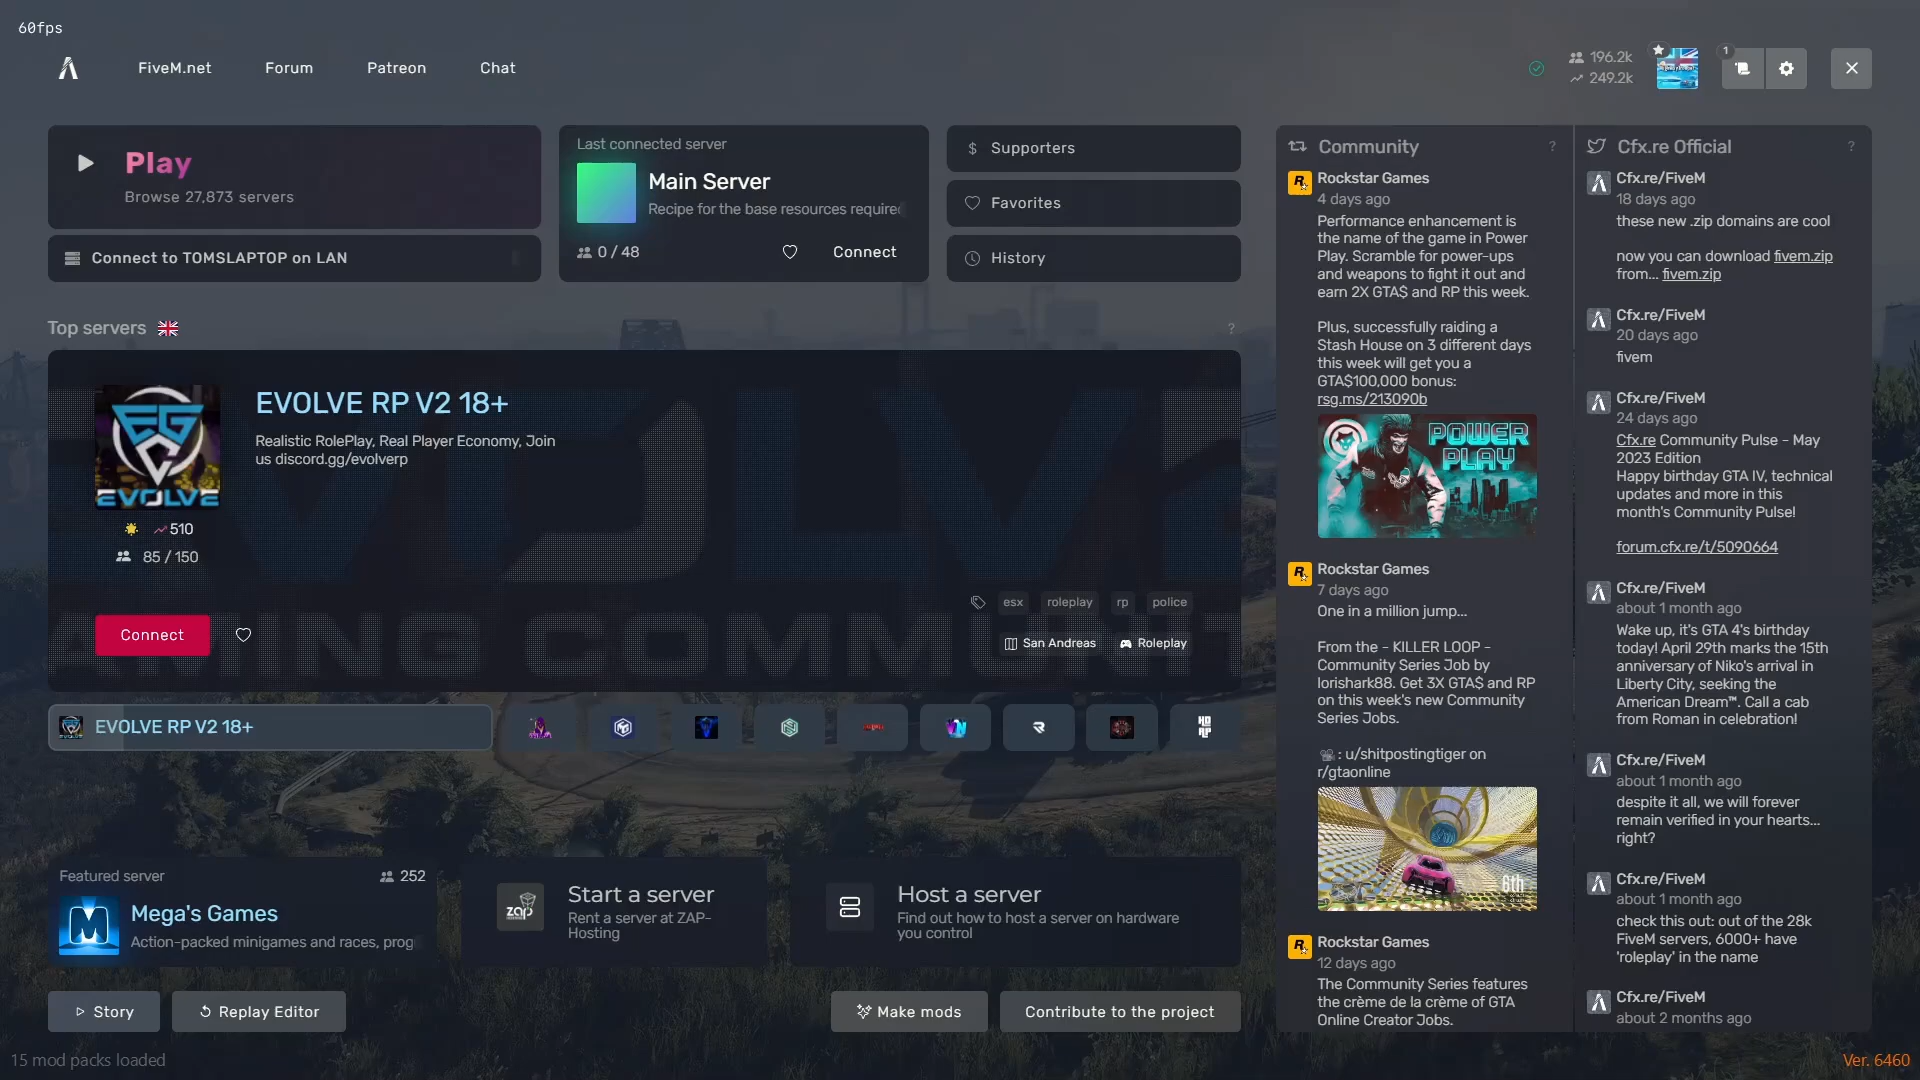 60fps
FiveM.net
Forum
Patreon
Chat
196.2k
249.2k
1
Play
Browse 27,873 servers
Connect to TOMSLAPTOP on LAN
Last connected server
Main Server
Recipe for the base resources require
0 / 48
Connect
$ Supporters
Favorites
History
Top servers
?
EVOLVE
EVOLVE RP V2 18+
Realistic RolePlay, Real Player Economy, Join
us discord.gg/evolverp
510
85 / 150
Connect
esx
roleplay
rp
police
San Andreas
Roleplay
AMING COMMUNIT
EVOLVE RP V2 18+
Featured server
252
Mega's Games
Action-packed minigames and races, prog
zap
Start a server
Rent a server at ZAP-
Hosting
Host a server
Find out how to host a server on hardware
you control
Story
Replay Editor
Make mods
Contribute to the project
15 mod packs loaded
Community
?
Rockstar Games
4 days ago
Performance enhancement is
the name of the game in Power
Play. Scramble for power-ups
and weapons to fight it out and
earn 2X GTA$ and RP this week.
Plus, successfully raiding a
Stash House on 3 different days
this week will get you a
GTA$100,000 bonus:
rsg.ms/213090b
POWER
PLAY
Rockstar Games
7 days ago
One in a million jump...
From the - KILLER LOOP -
Community Series Job by
lorishark88. Get 3X GTA$ and RP
on this week's new Community
Series Jobs.
: u/shitpostingtiger on
r/gtaonline
6th
Rockstar Games
12 days ago
The Community Series features
the crème de la crème of GTA
Online Creator Jobs.
Cfx.re Official
?
Cfx.re/FiveM
18 days ago
these new .zip domains are cool
now you can download fivem.zip
from... fivem.zip
Cfx.re/FiveM
20 days ago
fivem
Cfx.re/FiveM
24 days ago
Cfx.re Community Pulse - May
2023 Edition
Happy birthday GTA IV, technical
updates and more in this
month's Community Pulse!
forum.cfx.re/t/5090664
Cfx.re/FiveM
about 1 month ago
Wake up, it's GTA 4's birthday
today! April 29th marks the 15th
anniversary of Niko's arrival in
Liberty City, seeking the
American Dream™. Call a cab
from Roman in celebration!
Cfx.re/FiveM
about 1 month ago
despite it all, we will forever
remain verified in your hearts...
right?
Cfx.re/FiveM
about 1 month ago
check this out: out of the 28k
FiveM servers, 6000+ have
'roleplay' in the name
Cfx.re/FiveM
about 2 months ago
Ver. 6460